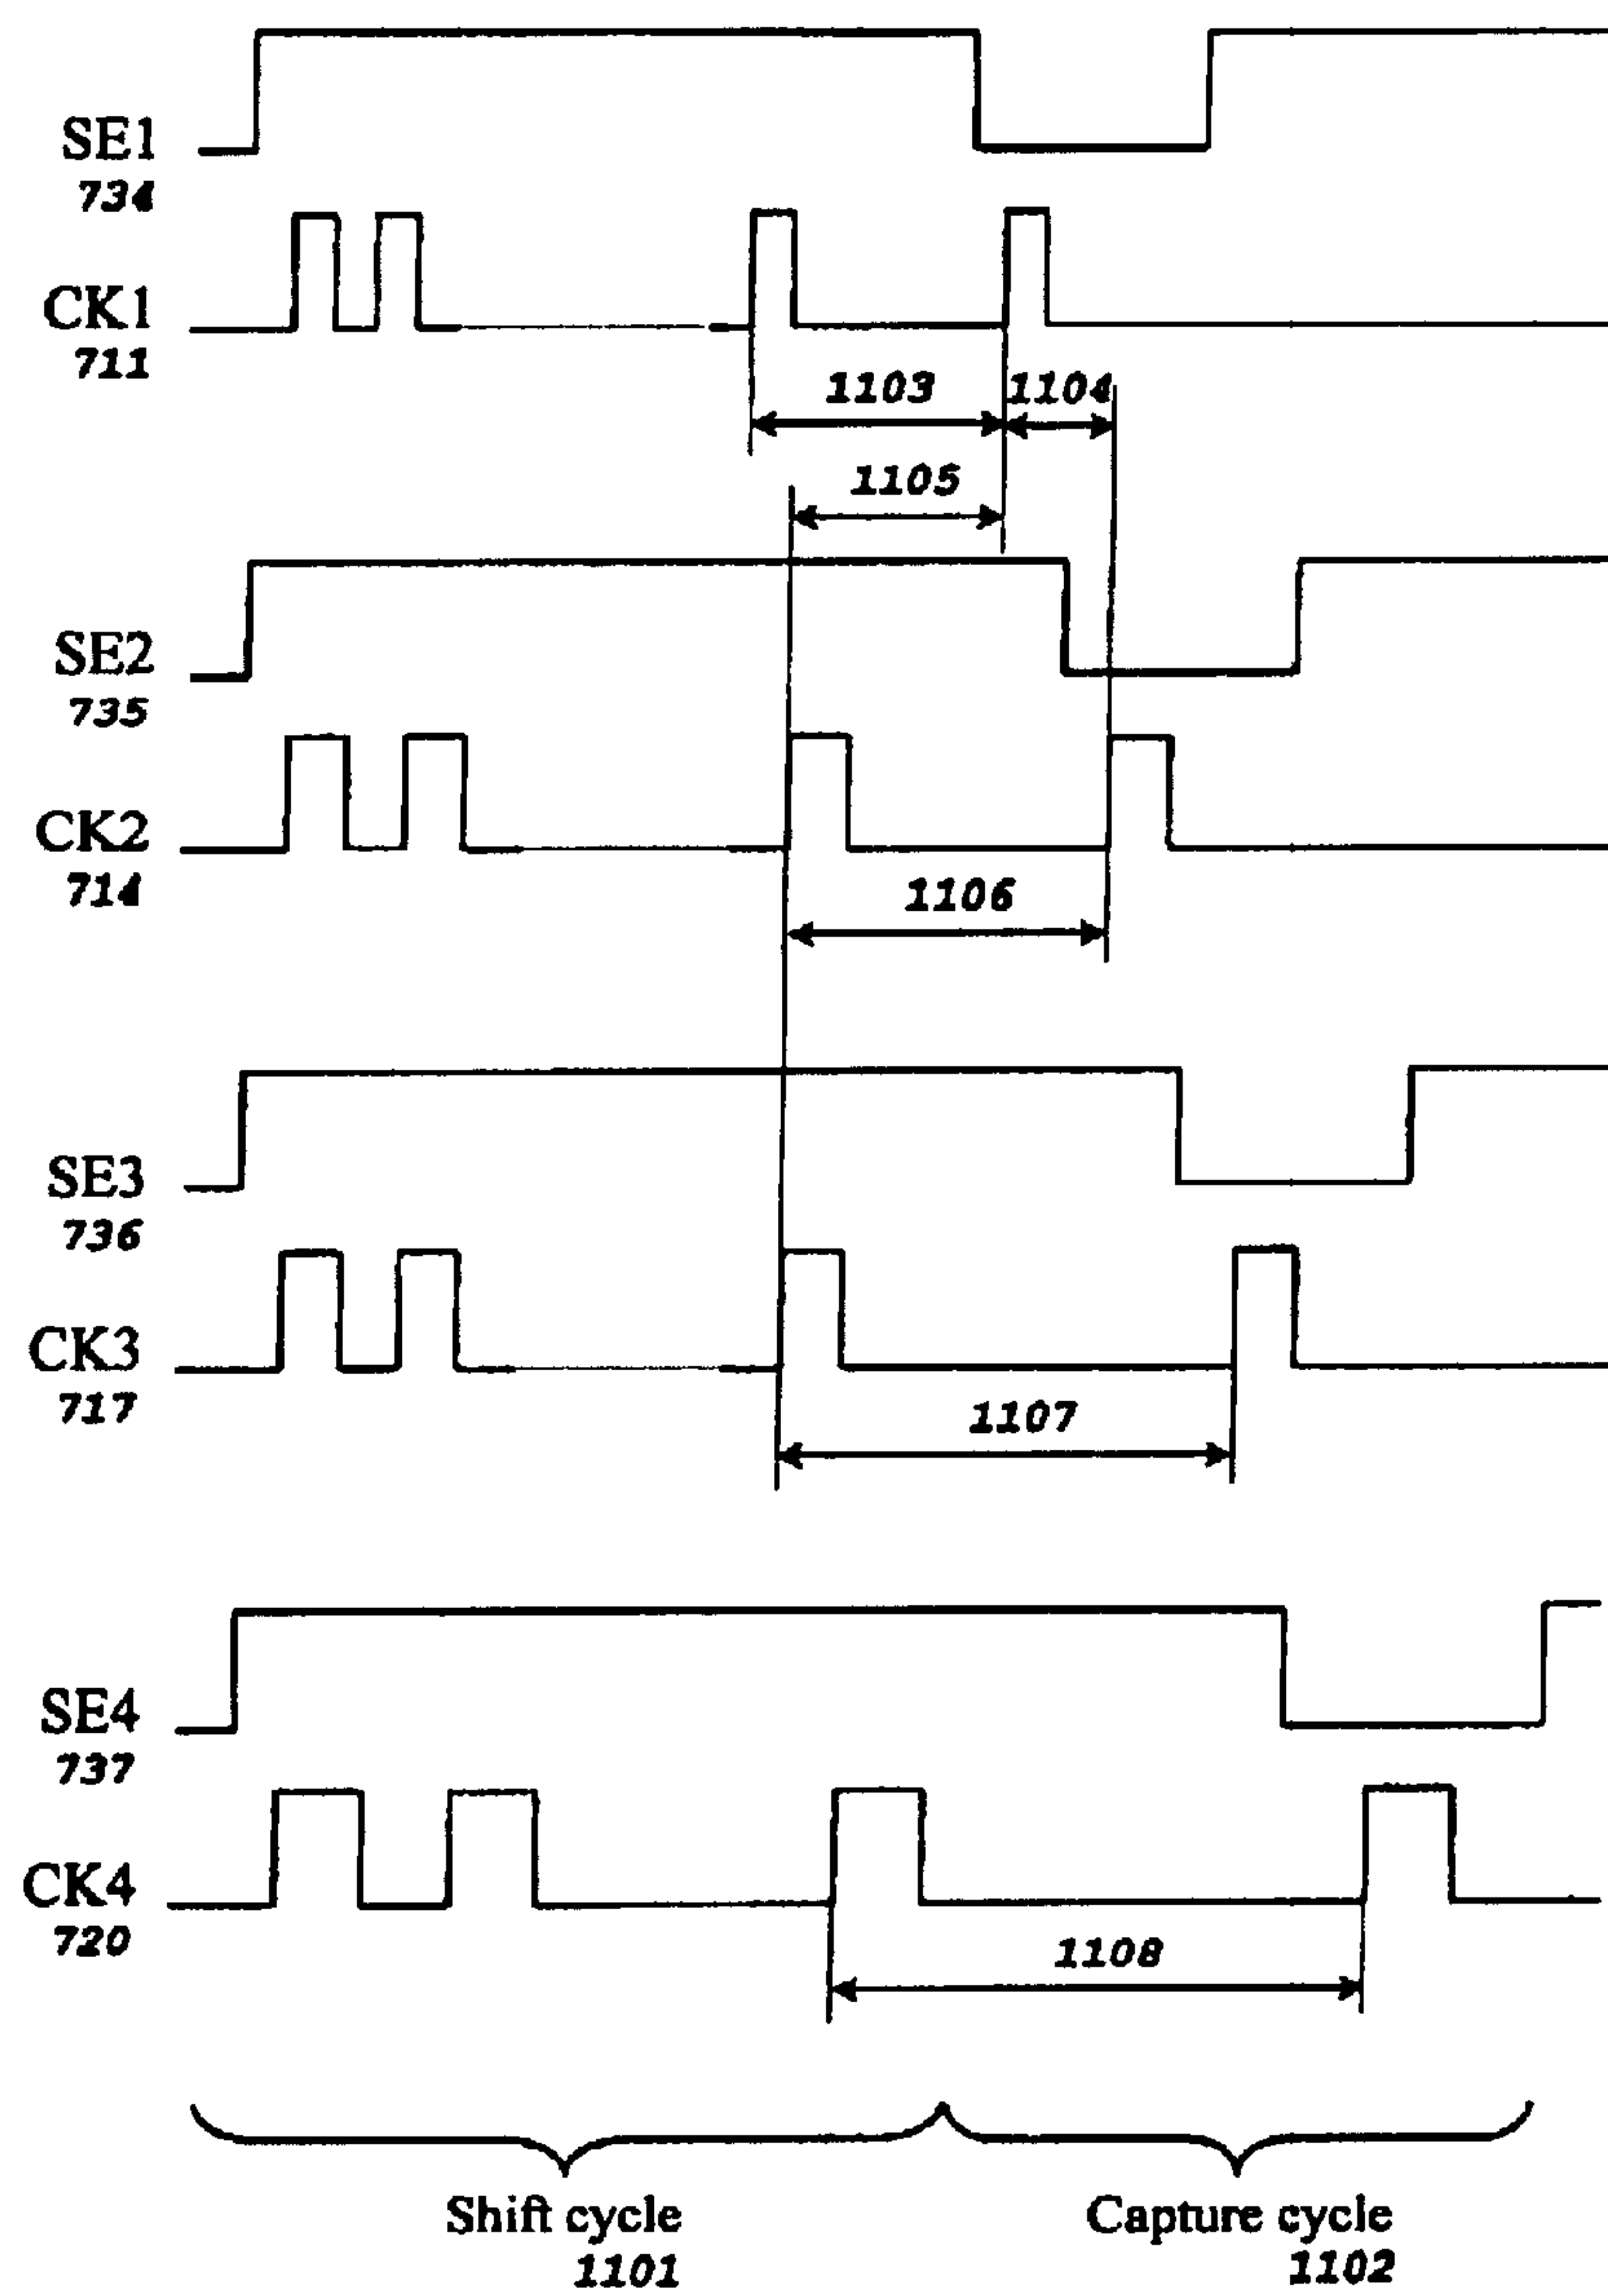 SE1
734
CK1
711
1103
1104
1105
SE2
735
CK2
714
1106
SE3
736
CK3
717
1107
SE4
737
CK4
720
1108
Shift cycle
1101
Capture cycle
1102